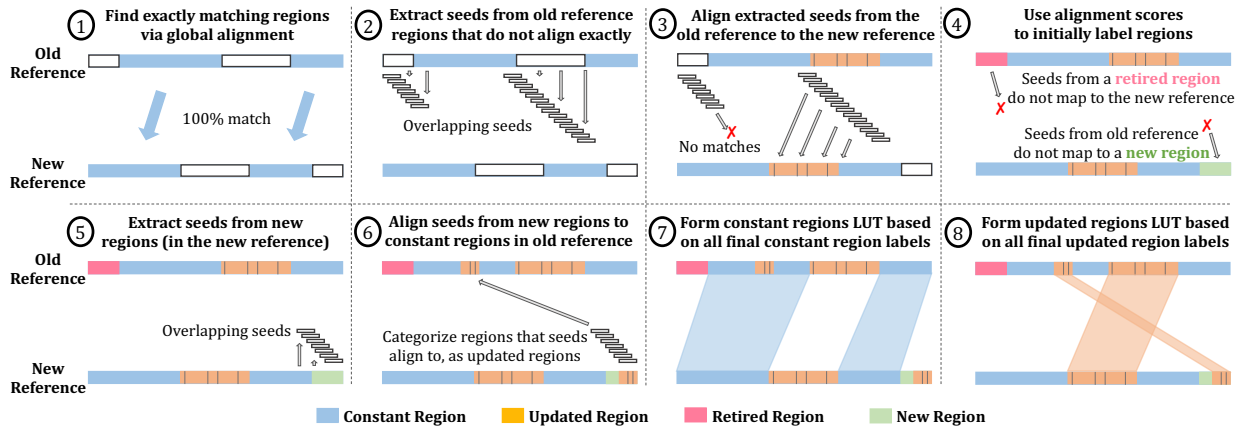 1
Find exactly matching regions
via global alignment
2
Extract seeds from old reference
regions that do not align exactly
3
Align extracted seeds from the
old reference to the new reference
4
Use alignment scores
to initially label regions
Old
Reference
100% match
Overlapping seeds
No matches
Seeds from a retired region
do not map to the new reference
Seeds from old reference
do not map to a new region
New
Reference
5
Extract seeds from new
regions (in the new reference)
6
Align seeds from new regions to
constant regions in old reference
7
Form constant regions LUT based
on all final constant region labels
8
Form updated regions LUT based
on all final updated region labels
Old
Reference
Overlapping seeds
Categorize regions that seeds
align to, as updated regions
New
Reference
Constant Region
Updated Region
Retired Region
New Region